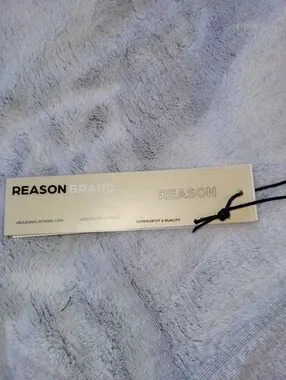 REASON BRAND
REASON
REASONCLOTHING.COM
SUPERIOR FIT & QUALITY